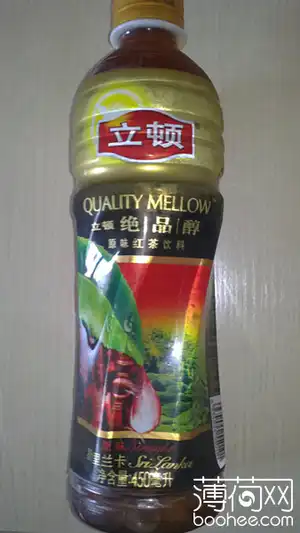 立顿
QUALITY MELLOW
立顿 绝品醇
原味红茶饮料
斯里兰卡 Sri Lanka
净含量:450毫升
薄荷网
boohee.com